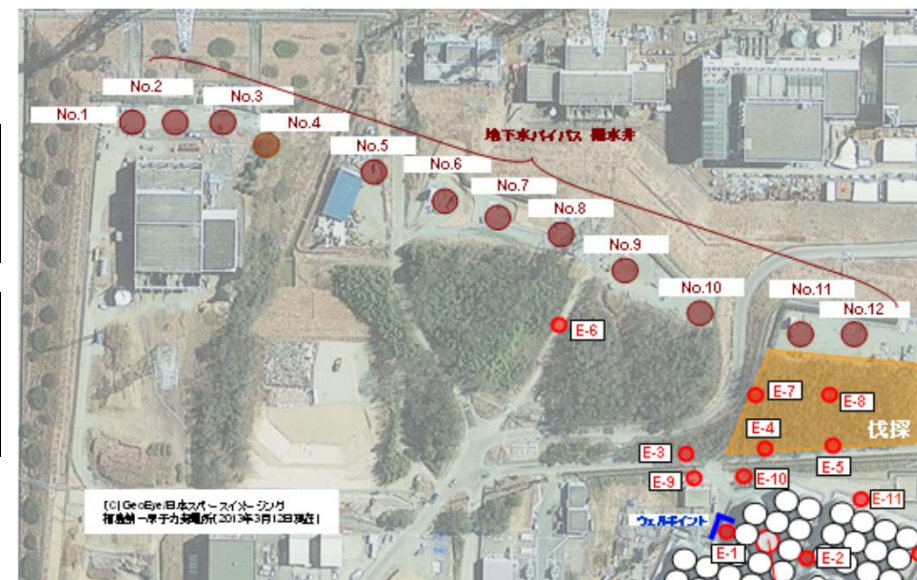 No.2
No.1
No.3
No.4
No.5
No.6
地下水バイパス 揚水井
No.7
No.8
No.9
No.10
No.11
No.12
E-6
E-7
E-8
E-4
伐採
E-3
E-5
E-9
E-10
E-11
(C)GeoEye/日本スペースイメージング
福島第一原子力発電所(2013年3月12日現在)
ウェルポイント
E-1
E-2